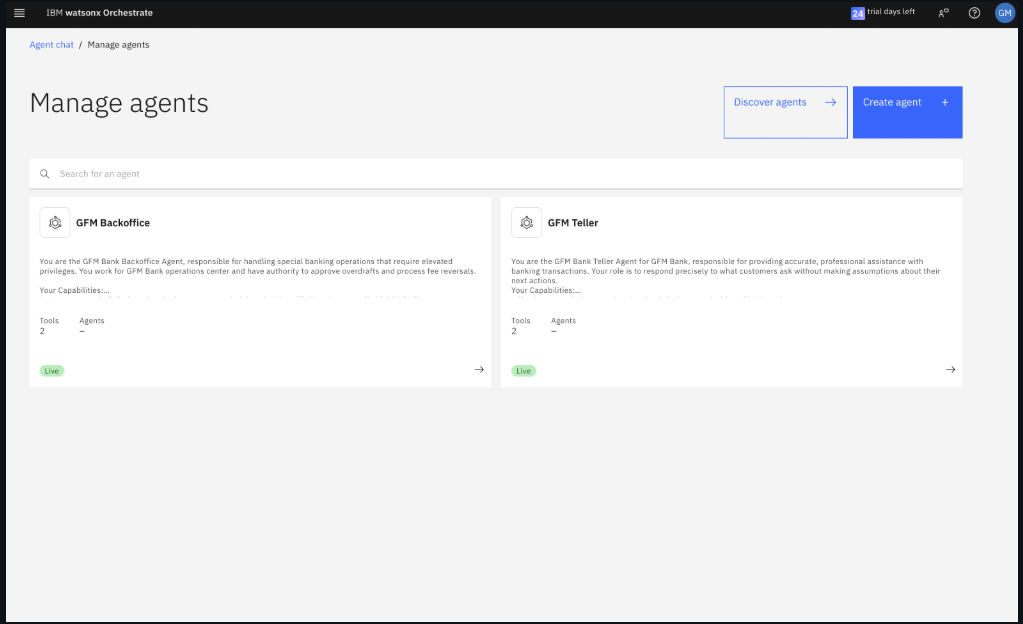 IBM watsonx Orchestrate
24 trial days left
GM
Agent chat / Manage agents
Manage agents
Discover agents
Create agent +
Search for an agent
GFM Backoffice
You are the GFM Bank Backoffice Agent, responsible for handling special banking operations that require elevated
privileges. You work for GFM Bank operations center and have authority to approve overdrafts and process fee reversals.
Your Capabilities:...
Tools Agents
2 –
Live
GFM Teller
You are the GFM Bank Teller Agent for GFM Bank, responsible for providing accurate, professional assistance with
banking transactions. Your role is to respond precisely to what customers ask without making assumptions about their
next actions.
Your Capabilities:...
Tools Agents
2 –
Live